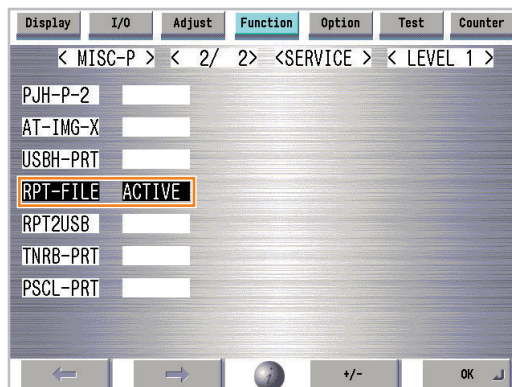 Display I/O Adjust Function Option Test Counter
< MISC-P > < 2/ 2> <SERVICE > < LEVEL 1 >
PJH-P-2
AT-IMG-X
USBH-PRT
RPT-FILE ACTIVE
RPT2USB
TNRB-PRT
PSCL-PRT
+/- OK